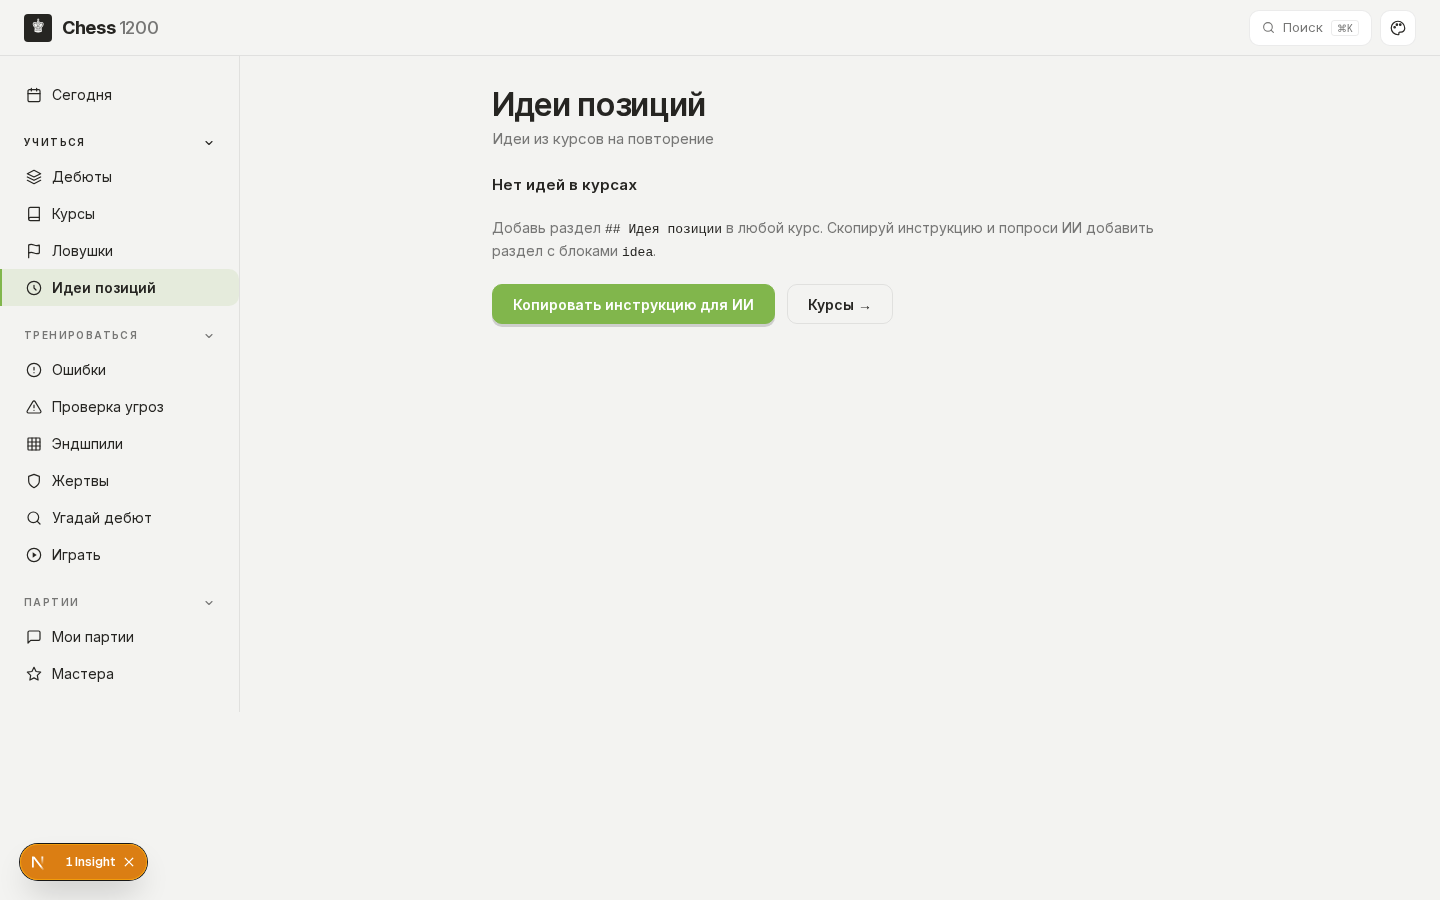 Chess 1200
Поиск ⌘K
Сегодня
УЧИТЬСЯ
Дебюты
Курсы
Ловушки
Идеи позиций
ТРЕНИРОВАТЬСЯ
Ошибки
Проверка угроз
Эндшпили
Жертвы
Угадай дебют
Играть
ПАРТИИ
Мои партии
Мастера
Идеи позиций
Идеи из курсов на повторение
Нет идей в курсах
Добавь раздел ## Идея позиции в любой курс. Скопируй инструкцию и попроси ИИ добавить
раздел с блоками idea.
Копировать инструкцию для ИИ
Курсы →
1 Insight